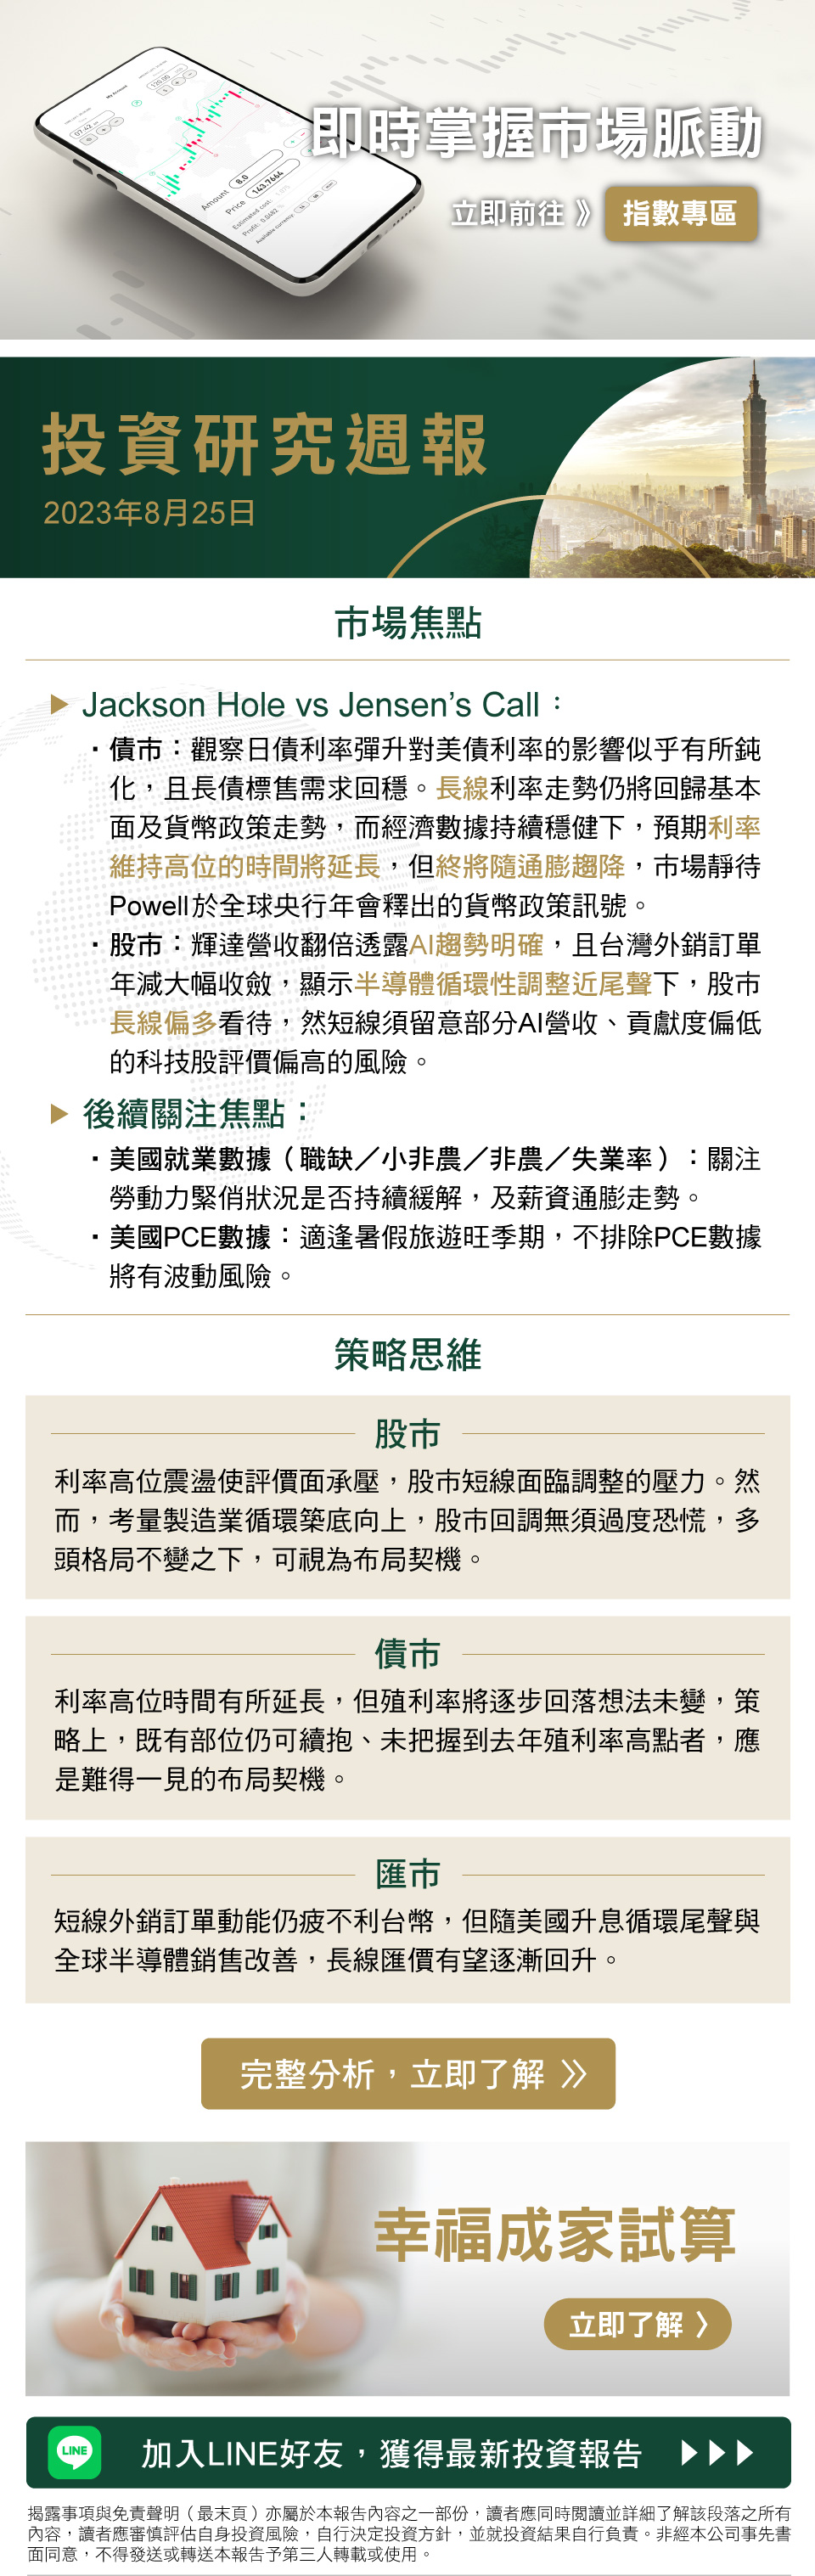 My Account
07.42
120.00
Amount 8.0
Price 143.7664
Estimated cost:
Profit: 0.0482 %
Available currency
即時掌握市場脈動
立即前往 》 指數專區
投資研究週報
2023年8月25日
市場焦點
Jackson Hole vs Jensen’s Call：
・債市：觀察日債利率彈升對美債利率的影響似乎有所鈍
化，且長債標售需求回穩。長線利率走勢仍將回歸基本
面及貨幣政策走勢，而經濟數據持續穩健下，預期利率
維持高位的時間將延長，但終將隨通膨趨降，市場靜待
Powell於全球央行年會釋出的貨幣政策訊號。
・股市：輝達營收翻倍透露AI趨勢明確，且台灣外銷訂單
年減大幅收斂，顯示半導體循環性調整近尾聲下，股市
長線偏多看待，然短線須留意部分AI營收、貢獻度偏低
的科技股評價偏高的風險。
後續關注焦點：
・美國就業數據（職缺／小非農／非農／失業率）：關注
勞動力緊俏狀況是否持續緩解，及薪資通膨走勢。
・美國PCE數據：適逢暑假旅遊旺季期，不排除PCE數據
將有波動風險。
策略思維
股市
利率高位震盪使評價面承壓，股市短線面臨調整的壓力。然
而，考量製造業循環築底向上，股市回調無須過度恐慌，多
頭格局不變之下，可視為布局契機。
債市
利率高位時間有所延長，但殖利率將逐步回落想法未變，策
略上，既有部位仍可續抱、未把握到去年殖利率高點者，應
是難得一見的布局契機。
匯市
短線外銷訂單動能仍疲不利台幣，但隨美國升息循環尾聲與
全球半導體銷售改善，長線匯價有望逐漸回升。
完整分析，立即了解 》
幸福成家試算
立即了解 〉
LINE 加入LINE好友，獲得最新投資報告
揭露事項與免責聲明（最末頁）亦屬於本報告內容之一部份，讀者應同時閱讀並詳細了解該段落之所有
內容，讀者應審慎評估自身投資風險，自行決定投資方針，並就投資結果自行負責。非經本公司事先書
面同意，不得發送或轉送本報告予第三人轉載或使用。